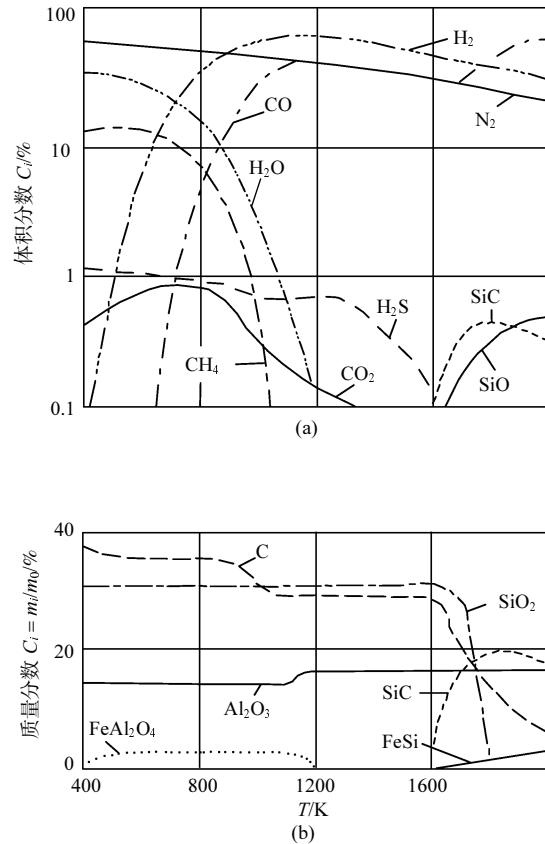 100
H₂
CO
N₂
10
H₂O
体积分数 Cᵢ/%
1
H₂S
SiC
CH₄
CO₂
SiO
0.1
(a)
40
C
SiO₂
质量分数 Cᵢ = mᵢ/m₀/%
20
SiC
Al₂O₃
FeAl₂O₄
FeSi
0
400
800
1200
1600
T/K
(b)